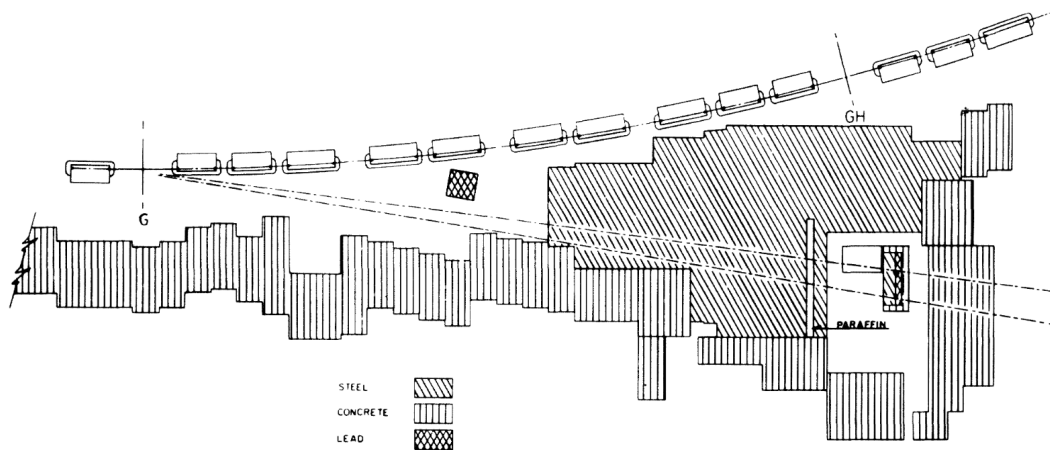 GH
G
PARAFFIN
STEEL
CONCRETE
LEAD